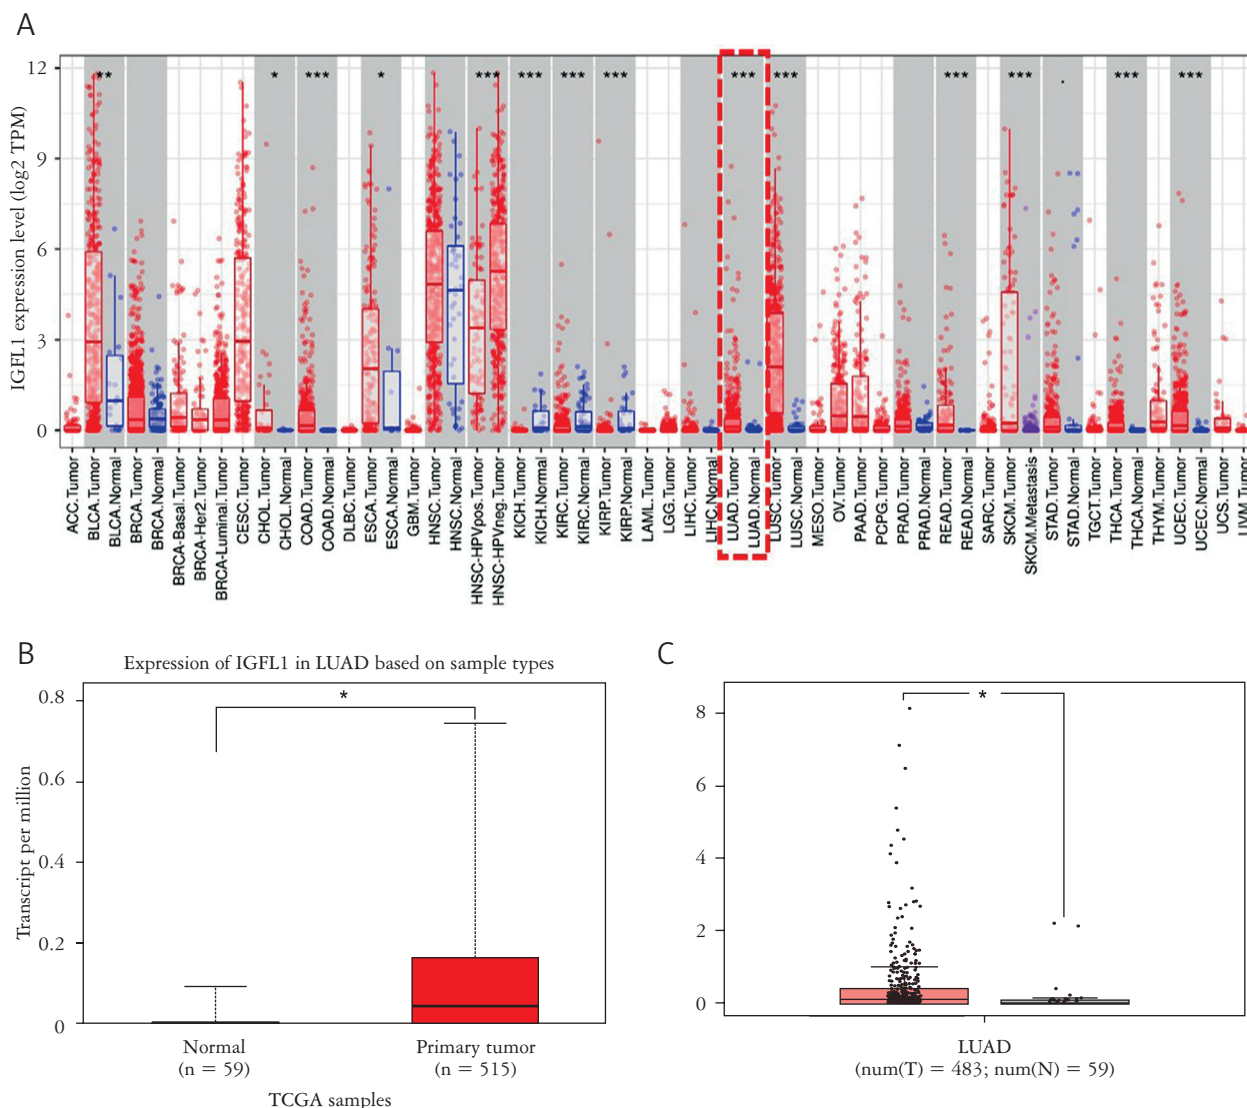 A
IGFL1 expression level (log2 TPM)
12
9
6
3
0
** * *** * *** *** *** *** *** *** *** *** . *** ***
ACC.Tumor
BLCA.Tumor
BLCA.Normal
BRCA.Tumor
BRCA.Normal
BRCA-Basal.Tumor
BRCA-Her2.Tumor
BRCA-Luminal.Tumor
CESC.Tumor
CHOL.Tumor
CHOL.Normal
COAD.Tumor
COAD.Normal
DLBC.Tumor
ESCA.Tumor
ESCA.Normal
GBM.Tumor
HNSC.Tumor
HNSC.Normal
HNSC-HPVpos.Tumor
HNSC-HPVneg.Tumor
KICH.Tumor
KICH.Normal
KIRC.Tumor
KIRC.Normal
KIRP.Tumor
KIRP.Normal
LAML.Tumor
LGG.Tumor
LIHC.Tumor
LIHC.Normal
LUAD.Tumor
LUAD.Normal
LUSC.Tumor
LUSC.Normal
MESO.Tumor
OV.Tumor
PAAD.Tumor
PCPG.Tumor
PRAD.Tumor
PRAD.Normal
READ.Tumor
READ.Normal
SARC.Tumor
SKCM.Tumor
SKCM.Metastasis
STAD.Tumor
STAD.Normal
TGCT.Tumor
THCA.Tumor
THCA.Normal
THYM.Tumor
UCEC.Tumor
UCEC.Normal
UCS.Tumor
UVM.Tumor
B
Expression of IGFL1 in LUAD based on sample types
Transcript per million
0.8
0.6
0.4
0.2
0
*
Normal
(n = 59)
Primary tumor
(n = 515)
TCGA samples
C
8
6
4
2
0
*
LUAD
(num(T) = 483; num(N) = 59)